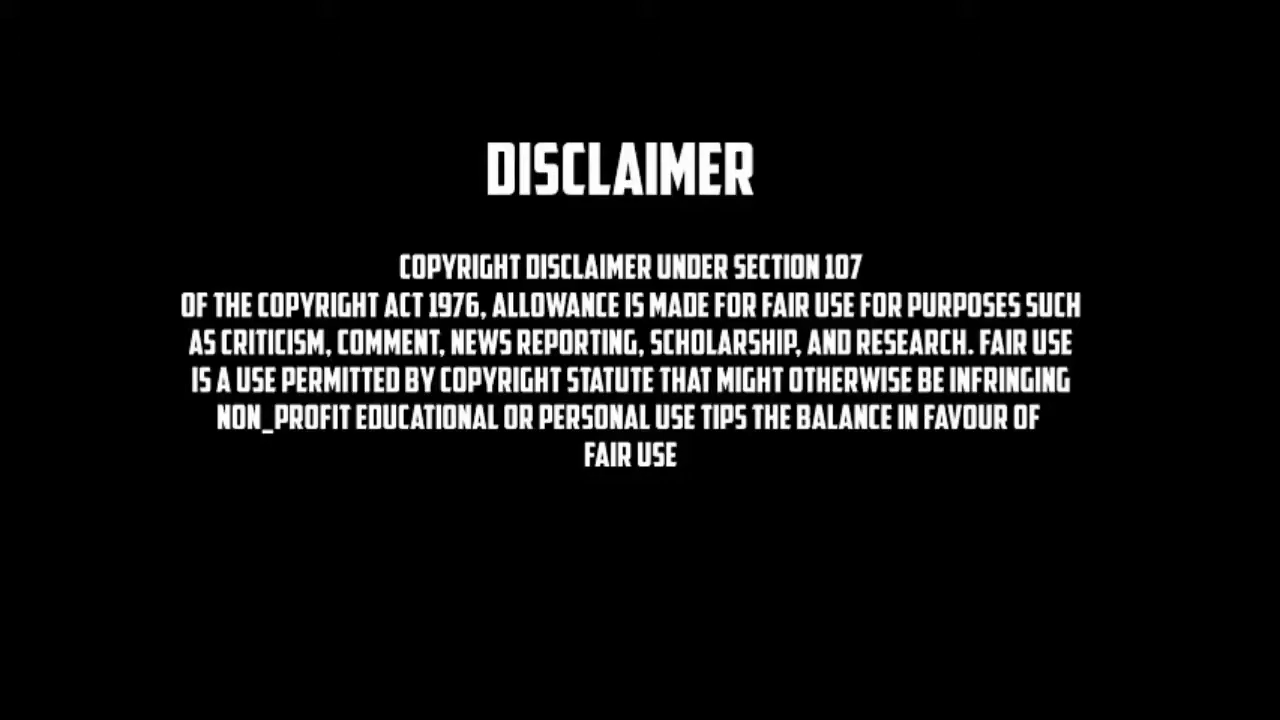 DISCLAIMER
COPYRIGHT DISCLAIMER UNDER SECTION 107
OF THE COPYRIGHT ACT 1976, ALLOWANCE IS MADE FOR FAIR USE FOR PURPOSES SUCH
AS CRITICISM, COMMENT, NEWS REPORTING, SCHOLARSHIP, AND RESEARCH. FAIR USE
IS A USE PERMITTED BY COPYRIGHT STATUTE THAT MIGHT OTHERWISE BE INFRINGING
NON_PROFIT EDUCATIONAL OR PERSONAL USE TIPS THE BALANCE IN FAVOUR OF
FAIR USE